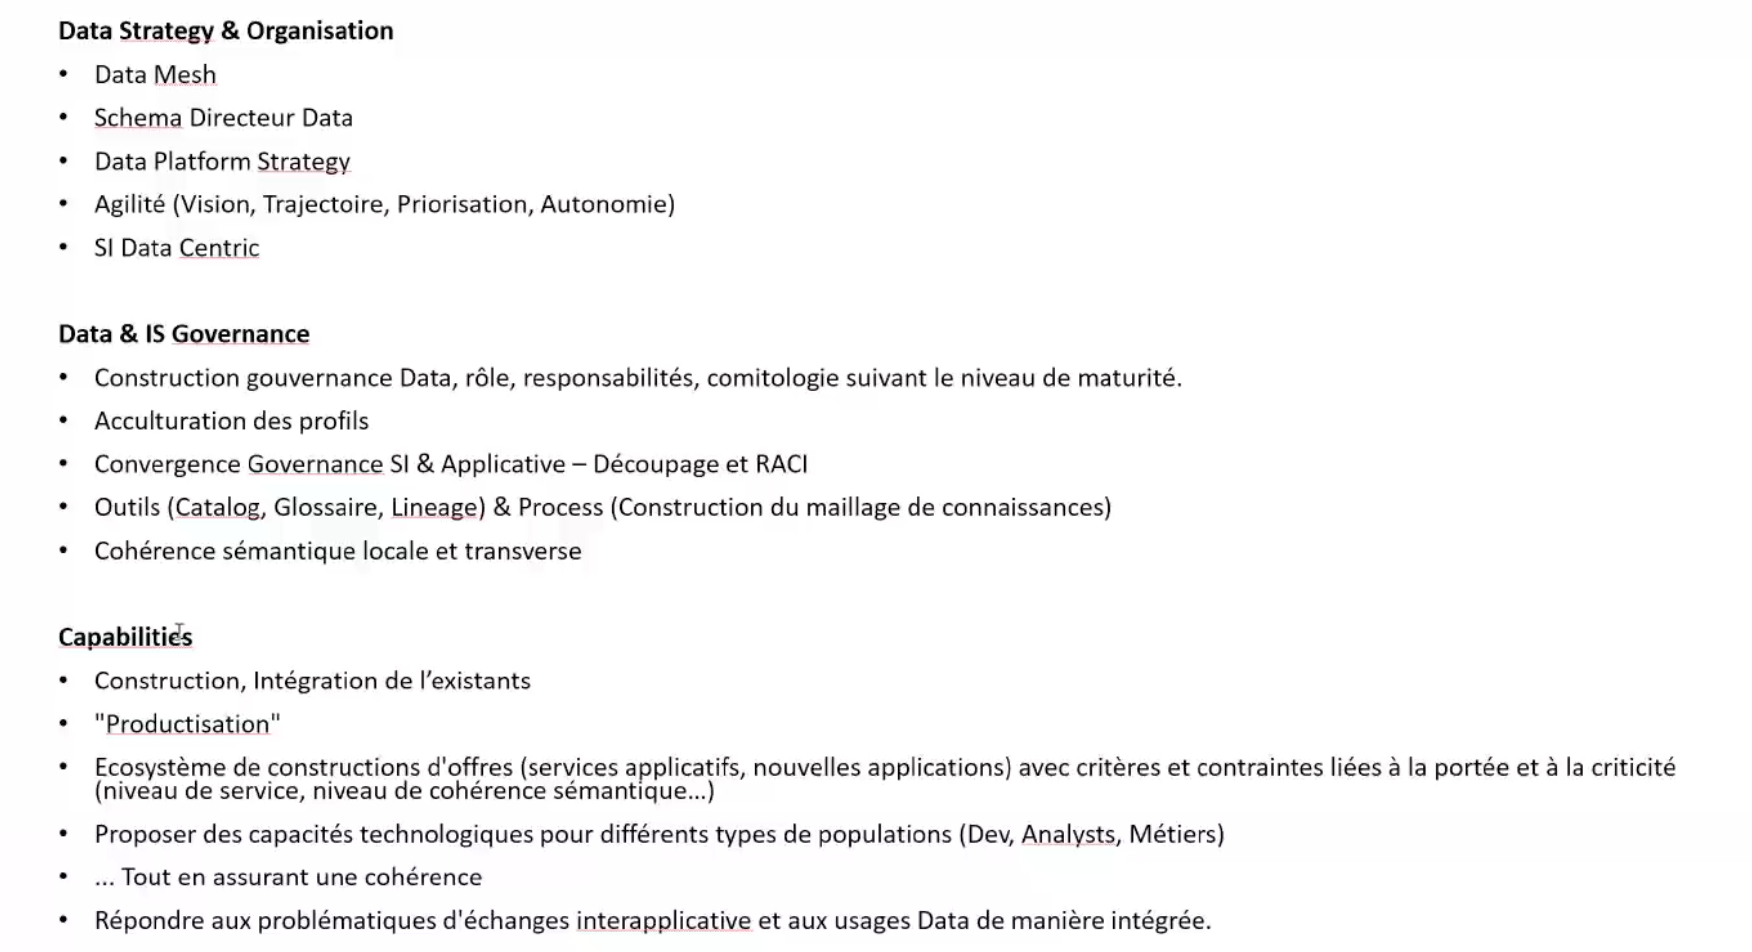 Data Strategy & Organisation
• Data Mesh
• Schema Directeur Data
• Data Platform Strategy
• Agilité (Vision, Trajectoire, Priorisation, Autonomie)
• SI Data Centric
Data & IS Governance
• Construction gouvernance Data, rôle, responsabilités, comitologie suivant le niveau de maturité.
• Acculturation des profils
• Convergence Governance SI & Applicative – Découpage et RACI
• Outils (Catalog, Glossaire, Lineage) & Process (Construction du maillage de connaissances)
• Cohérence sémantique locale et transverse
Capabilities
• Construction, Intégration de l’existants
• "Productisation"
• Ecosystème de constructions d'offres (services applicatifs, nouvelles applications) avec critères et contraintes liées à la portée et à la criticité
(niveau de service, niveau de cohérence sémantique...)
• Proposer des capacités technologiques pour différents types de populations (Dev, Analysts, Métiers)
• ... Tout en assurant une cohérence
• Répondre aux problématiques d'échanges interapplicative et aux usages Data de manière intégrée.